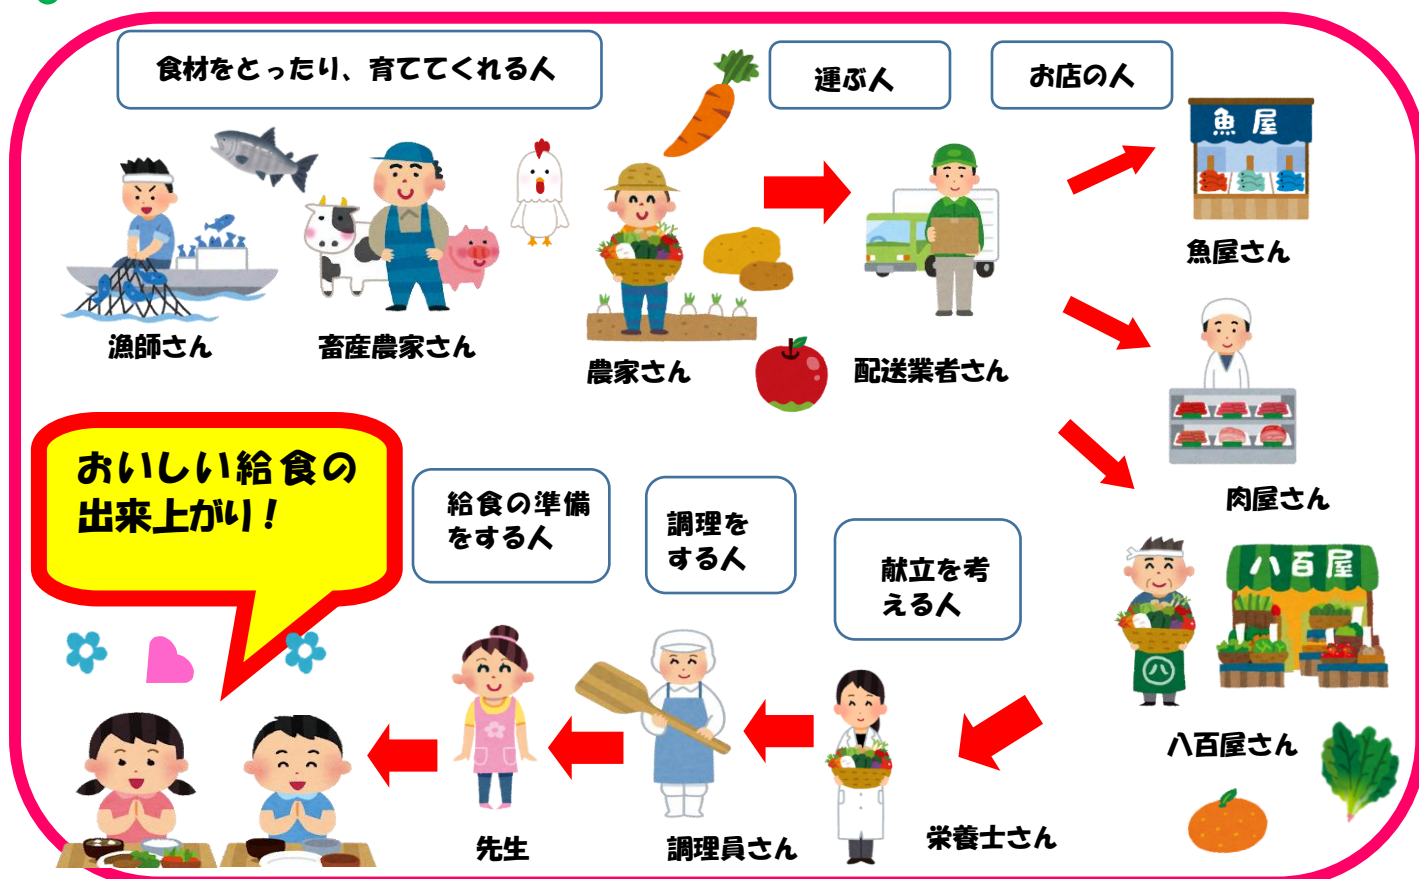 食材をとったり、育ててくれる人
運ぶ人
お店の人
魚屋
漁師さん
畜産農家さん
農家さん
配送業者さん
魚屋さん
肉屋さん
八百屋
八
八百屋さん
献立を考
える人
栄養士さん
調理を
する人
調理員さん
給食の準備
をする人
先生
おいしい給食の
出来上がり！